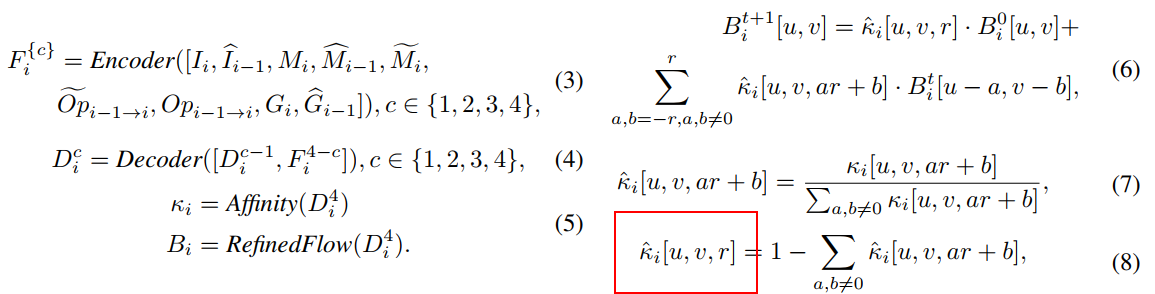 $F_i^{\{c\}} = Encoder([I_i, \widehat{I}_{i-1}, M_i, \widehat{M}_{i-1}, \widetilde{M}_i,$
$\widetilde{Op}_{i-1\to i}, Op_{i-1\to i}, G_i, \widehat{G}_{i-1}]), c \in \{1, 2, 3, 4\},$ (3)
$D_i^c = Decoder([D_i^{c-1}, F_i^{4-c}]), c \in \{1, 2, 3, 4\},$ (4)
$\kappa_i = Affinity(D_i^4)$
$B_i = RefinedFlow(D_i^4).$ (5)
$B_i^{t+1}[u, v] = \hat{\kappa}_i[u, v, r] \cdot B_i^0[u, v]+$
$\sum_{a,b=-r,a,b\neq 0}^{r} \hat{\kappa}_i[u, v, ar + b] \cdot B_i^t[u - a, v - b],$ (6)
$\hat{\kappa}_i[u, v, ar + b] = \frac{\kappa_i[u, v, ar + b]}{\sum_{a,b\neq 0} \kappa_i[u, v, ar + b]},$ (7)
$\hat{\kappa}_i[u, v, r] = 1 - \sum_{a,b\neq 0} \hat{\kappa}_i[u, v, ar + b],$ (8)